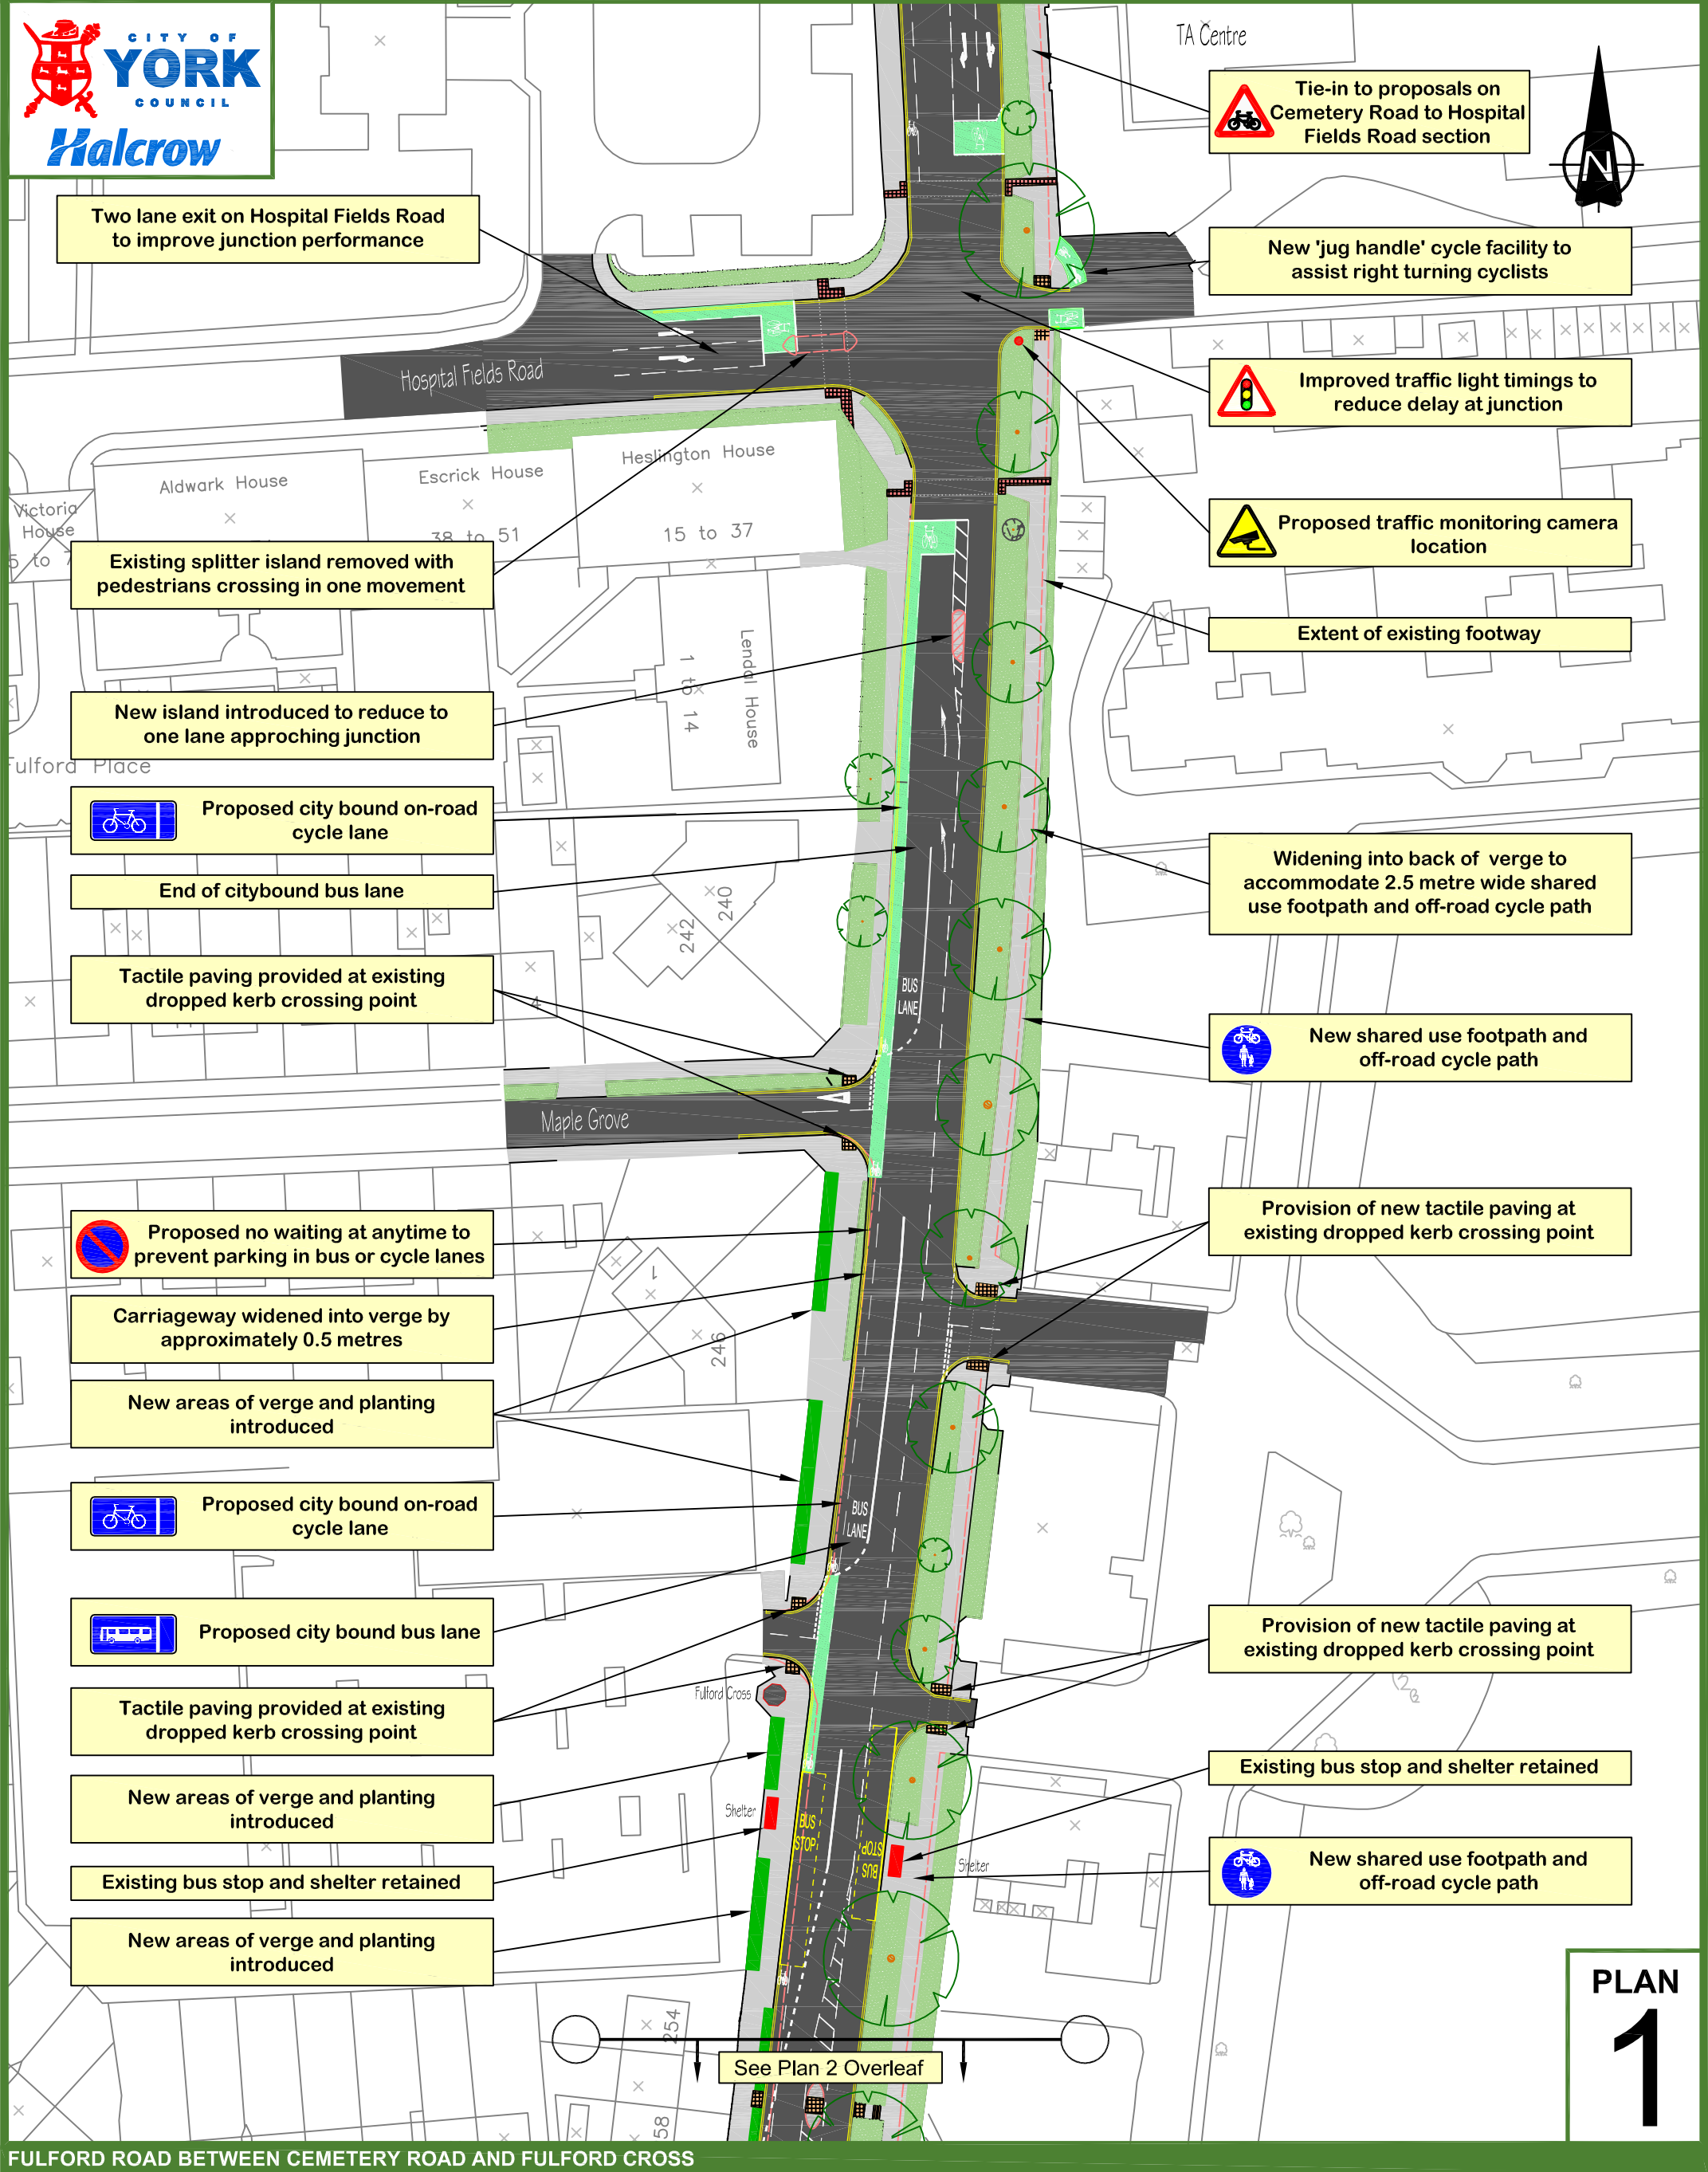 CITY OF
YORK
COUNCIL
Halcrow
TA Centre
Tie-in to proposals on
Cemetery Road to Hospital
Fields Road section
N
Two lane exit on Hospital Fields Road
to improve junction performance
New 'jug handle' cycle facility to
assist right turning cyclists
Hospital Fields Road
Improved traffic light timings to
reduce delay at junction
Aldwark House
Escrick House
Heslington House
Victoria
House
38 to 51
15 to 37
5 to 7
Proposed traffic monitoring camera
location
Existing splitter island removed with
pedestrians crossing in one movement
Extent of existing footway
Lendal House
1 to 14
New island introduced to reduce to
one lane approching junction
Fulford Place
Proposed city bound on-road
cycle lane
End of citybound bus lane
240
242
Widening into back of verge to
accommodate 2.5 metre wide shared
use footpath and off-road cycle path
Tactile paving provided at existing
dropped kerb crossing point
4
BUS
LANE
New shared use footpath and
off-road cycle path
Maple Grove
Proposed no waiting at anytime to
prevent parking in bus or cycle lanes
Provision of new tactile paving at
existing dropped kerb crossing point
1
246
Carriageway widened into verge by
approximately 0.5 metres
New areas of verge and planting
introduced
Proposed city bound on-road
cycle lane
BUS
LANE
Proposed city bound bus lane
Provision of new tactile paving at
existing dropped kerb crossing point
Fulford Cross
Tactile paving provided at existing
dropped kerb crossing point
Existing bus stop and shelter retained
New areas of verge and planting
introduced
Shelter
BUS
STOP
BUS
STOP
Shelter
Existing bus stop and shelter retained
New shared use footpath and
off-road cycle path
New areas of verge and planting
introduced
254
See Plan 2 Overleaf
58
PLAN
1
FULFORD ROAD BETWEEN CEMETERY ROAD AND FULFORD CROSS